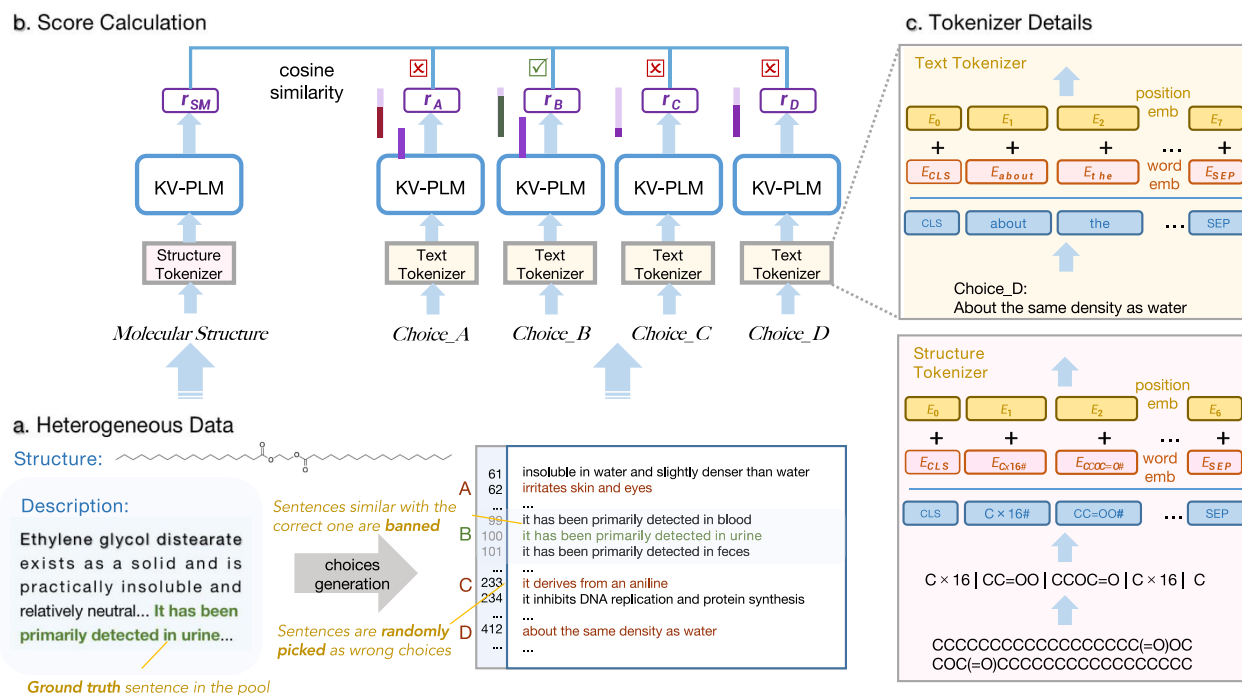 b. Score Calculation
cosine
similarity
r_SM
r_A
r_B
r_C
r_D
KV-PLM
KV-PLM
KV-PLM
KV-PLM
KV-PLM
Structure
Tokenizer
Text
Tokenizer
Text
Tokenizer
Text
Tokenizer
Text
Tokenizer
Molecular Structure
Choice_A
Choice_B
Choice_C
Choice_D
a. Heterogeneous Data
Structure:
O
O
O
O
Description:
Ethylene glycol distearate
exists as a solid and is
practically insoluble and
relatively neutral... It has been
primarily detected in urine...
Ground truth sentence in the pool
Sentences similar with the
correct one are banned
choices
generation
Sentences are randomly
picked as wrong choices
61 insoluble in water and slightly denser than water
A 62 irritates skin and eyes
... ...
99 it has been primarily detected in blood
B 100 it has been primarily detected in urine
101 it has been primarily detected in feces
... ...
C 233 it derives from an aniline
234 it inhibits DNA replication and protein synthesis
... ...
D 412 about the same density as water
... ...
c. Tokenizer Details
Text Tokenizer
position
emb
E0 E1 E2 E7
+ + + ... +
word
emb
E_CLS E_about E_the E_SEP
CLS about the ... SEP
Choice_D:
About the same density as water
Structure
Tokenizer
position
emb
E0 E1 E2 E6
+ + + ... +
word
emb
E_CLS E_Cx16# E_CCOC=O# E_SEP
CLS C × 16# CC=OO# ... SEP
C × 16 | CC=OO | CCOC=O | C × 16 | C
CCCCCCCCCCCCCCCCCC(=O)OC
COC(=O)CCCCCCCCCCCCCCCCC